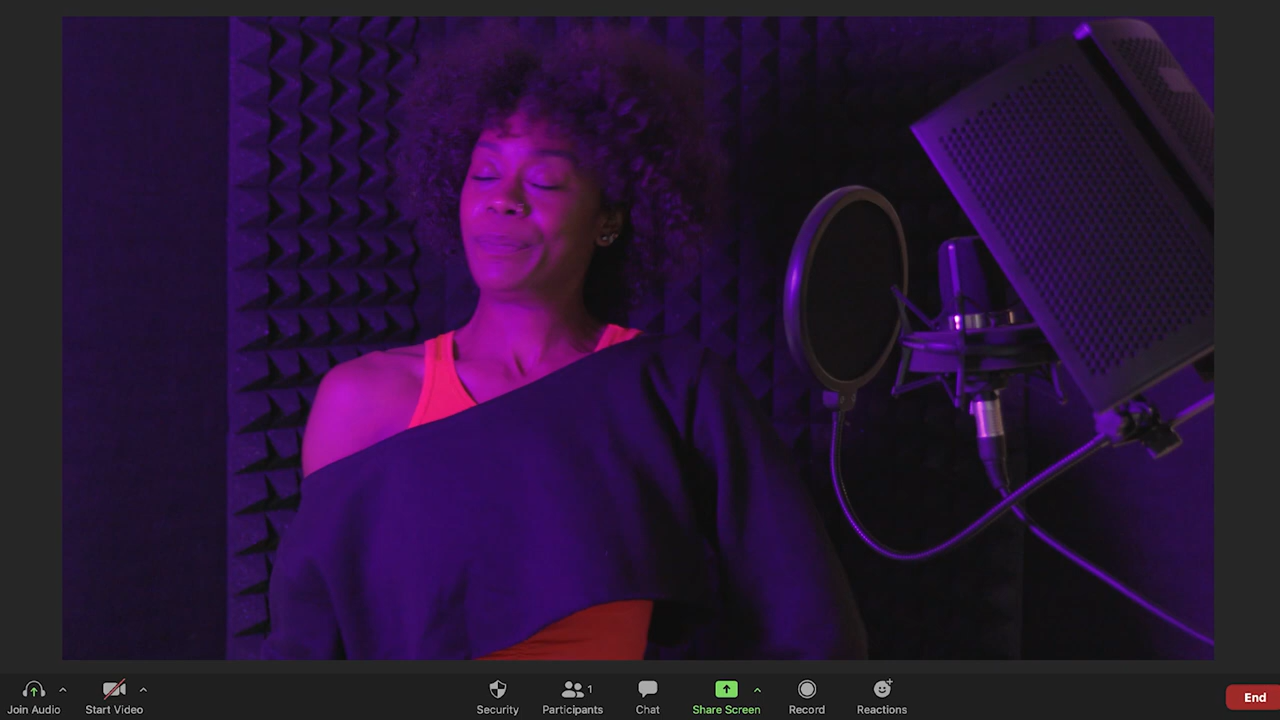 Join Audio
Start Video
Security
Participants
1
Chat
Share Screen
Record
Reactions
End